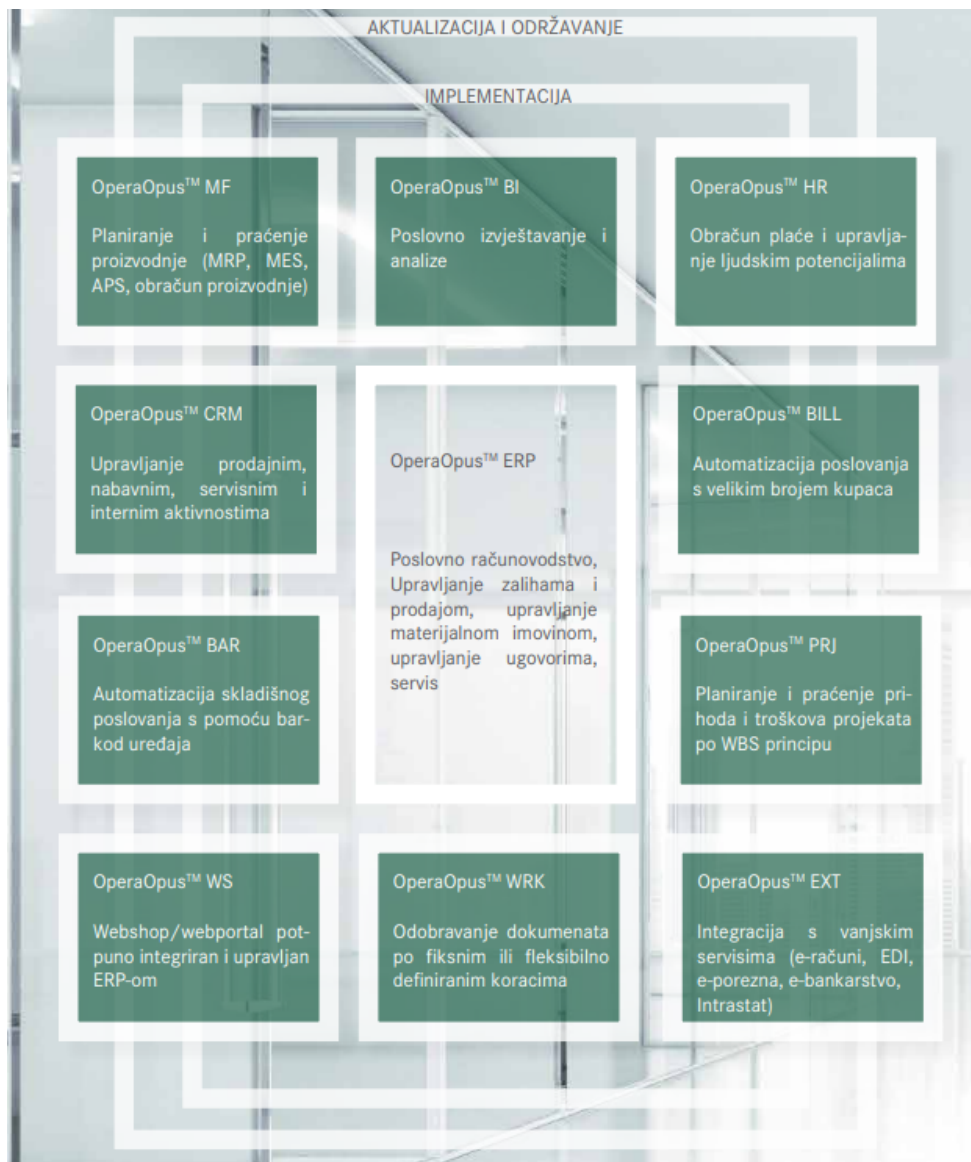 AKTUALIZACIJA I ODRŽAVANJE
IMPLEMENTACIJA
OperaOpus™ MF
Planiranje i praćenje
proizvodnje (MRP, MES,
APS, obračun proizvodnje)
OperaOpus™ BI
Poslovno izvještavanje i
analize
OperaOpus™ HR
Obračun plaće i upravlja-
nje ljudskim potencijalima
OperaOpus™ CRM
Upravljanje prodajnim,
nabavnim, servisnim i
internim aktivnostima
OperaOpus™ ERP
Poslovno računovodstvo,
Upravljanje zalihama i
prodajom, upravljanje
materijalnom imovinom,
upravljanje ugovorima,
servis
OperaOpus™ BILL
Automatizacija poslovanja
s velikim brojem kupaca
OperaOpus™ BAR
Automatizacija skladišnog
poslovanja s pomoću bar-
kod uređaja
OperaOpus™ PRJ
Planiranje i praćenje pri-
hoda i troškova projekata
po WBS principu
OperaOpus™ WS
Webshop/webportal pot-
puno integriran i upravljan
ERP-om
OperaOpus™ WRK
Odobravanje dokumenata
po fiksnim ili fleksibilno
definiranim koracima
OperaOpus™ EXT
Integracija s vanjskim
servisima (e-računi, EDI,
e-porezna, e-bankarstvo,
Intrastat)